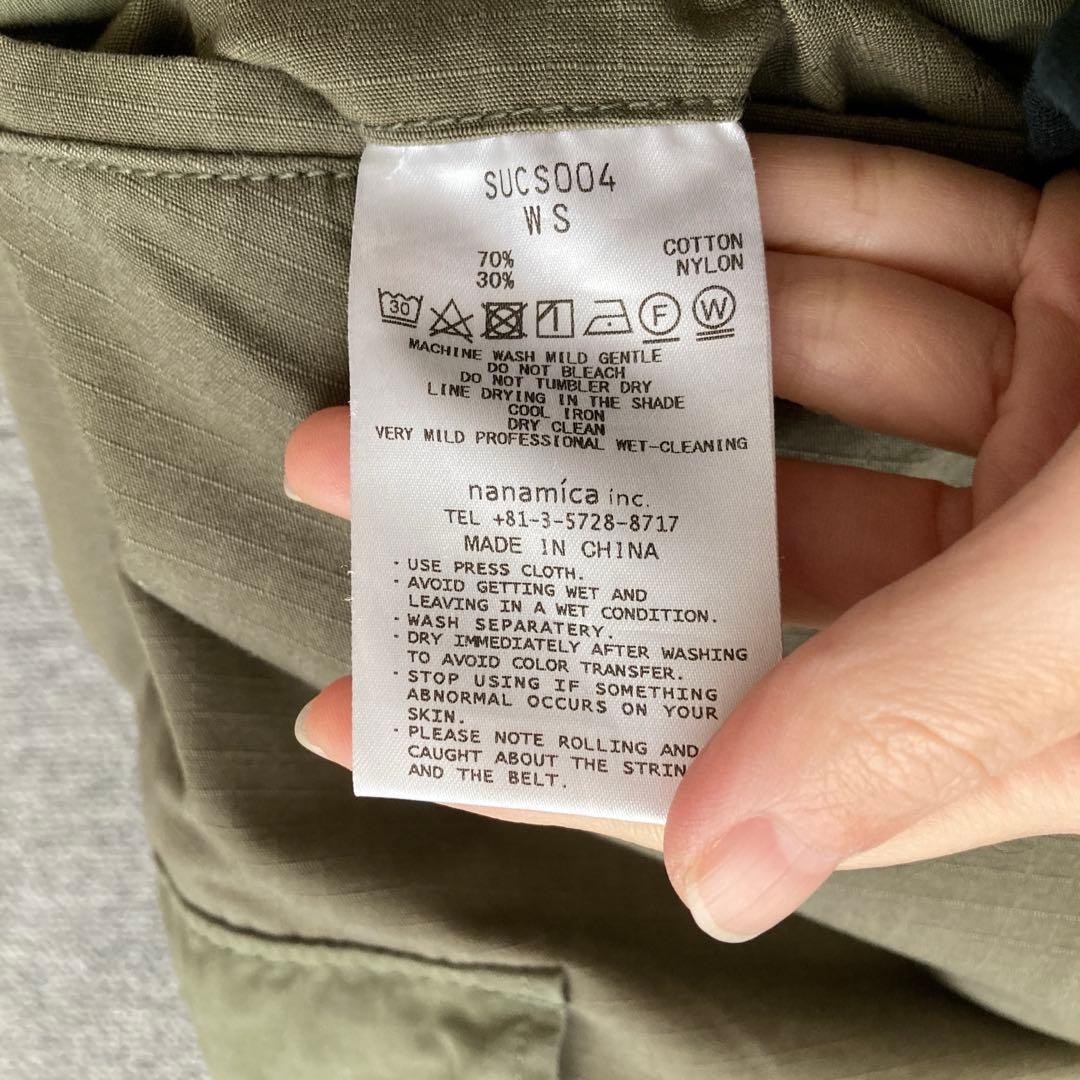 SUCS004
WS
70% COTTON
30% NYLON
30 F W
MACHINE WASH MILD GENTLE
DO NOT BLEACH
DO NOT TUMBLER DRY
LINE DRYING IN THE SHADE
COOL IRON
DRY CLEAN
VERY MILD PROFESSIONAL WET-CLEANING
nanamíca inc.
TEL +81-3-5728-8717
MADE IN CHINA
· USE PRESS CLOTH.
· AVOID GETTING WET AND
LEAVING IN A WET CONDITION.
· WASH SEPARATERY.
· DRY IMMEDIATELY AFTER WASHING
TO AVOID COLOR TRANSFER.
· STOP USING IF SOMETHING
ABNORMAL OCCURS ON YOUR
SKIN.
· PLEASE NOTE ROLLING AND
CAUGHT ABOUT THE STRIN
AND THE BELT.